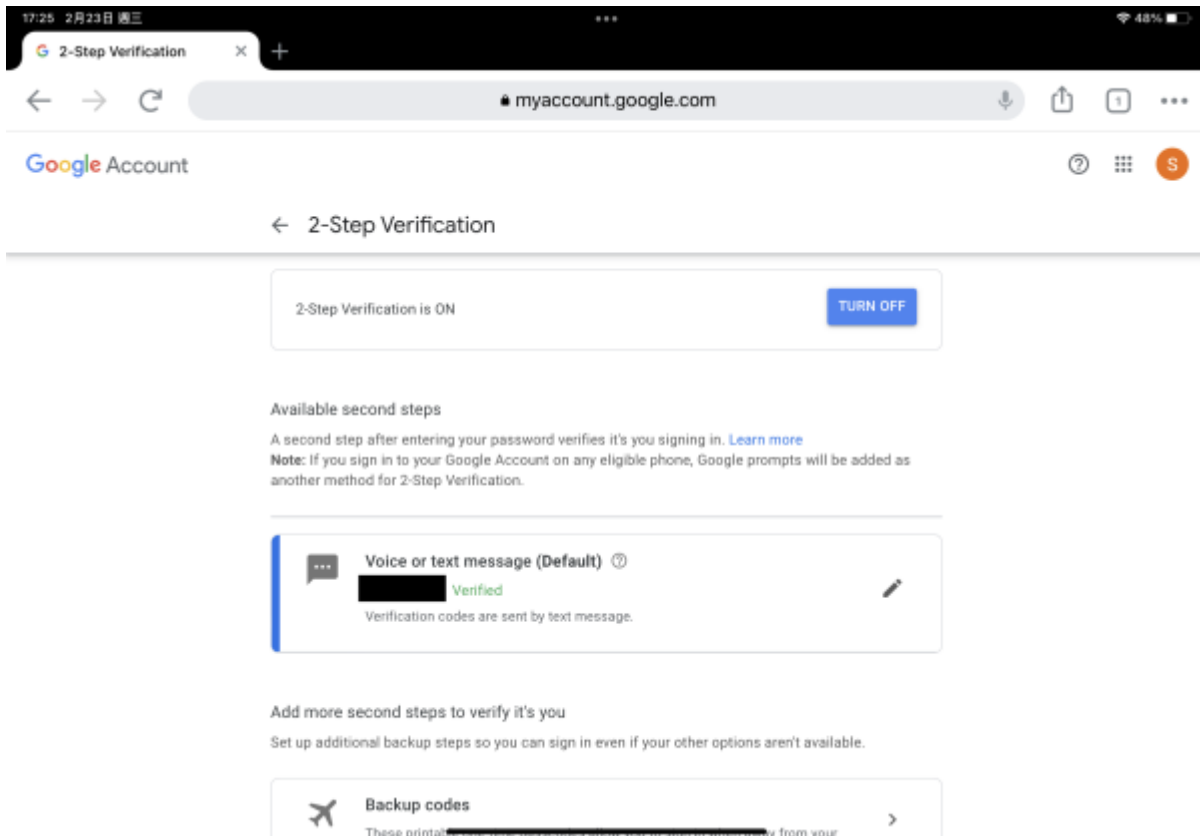 17:25 2月23日 週三
48%
2-Step Verification
myaccount.google.com
1
Google Account
S
2-Step Verification
2-Step Verification is ON
TURN OFF
Available second steps
A second step after entering your password verifies it's you signing in. Learn more
Note: If you sign in to your Google Account on any eligible phone, Google prompts will be added as
another method for 2-Step Verification.
Voice or text message (Default)
Verified
Verification codes are sent by text message.
Add more second steps to verify it's you
Set up additional backup steps so you can sign in even if your other options aren't available.
Backup codes
These from your